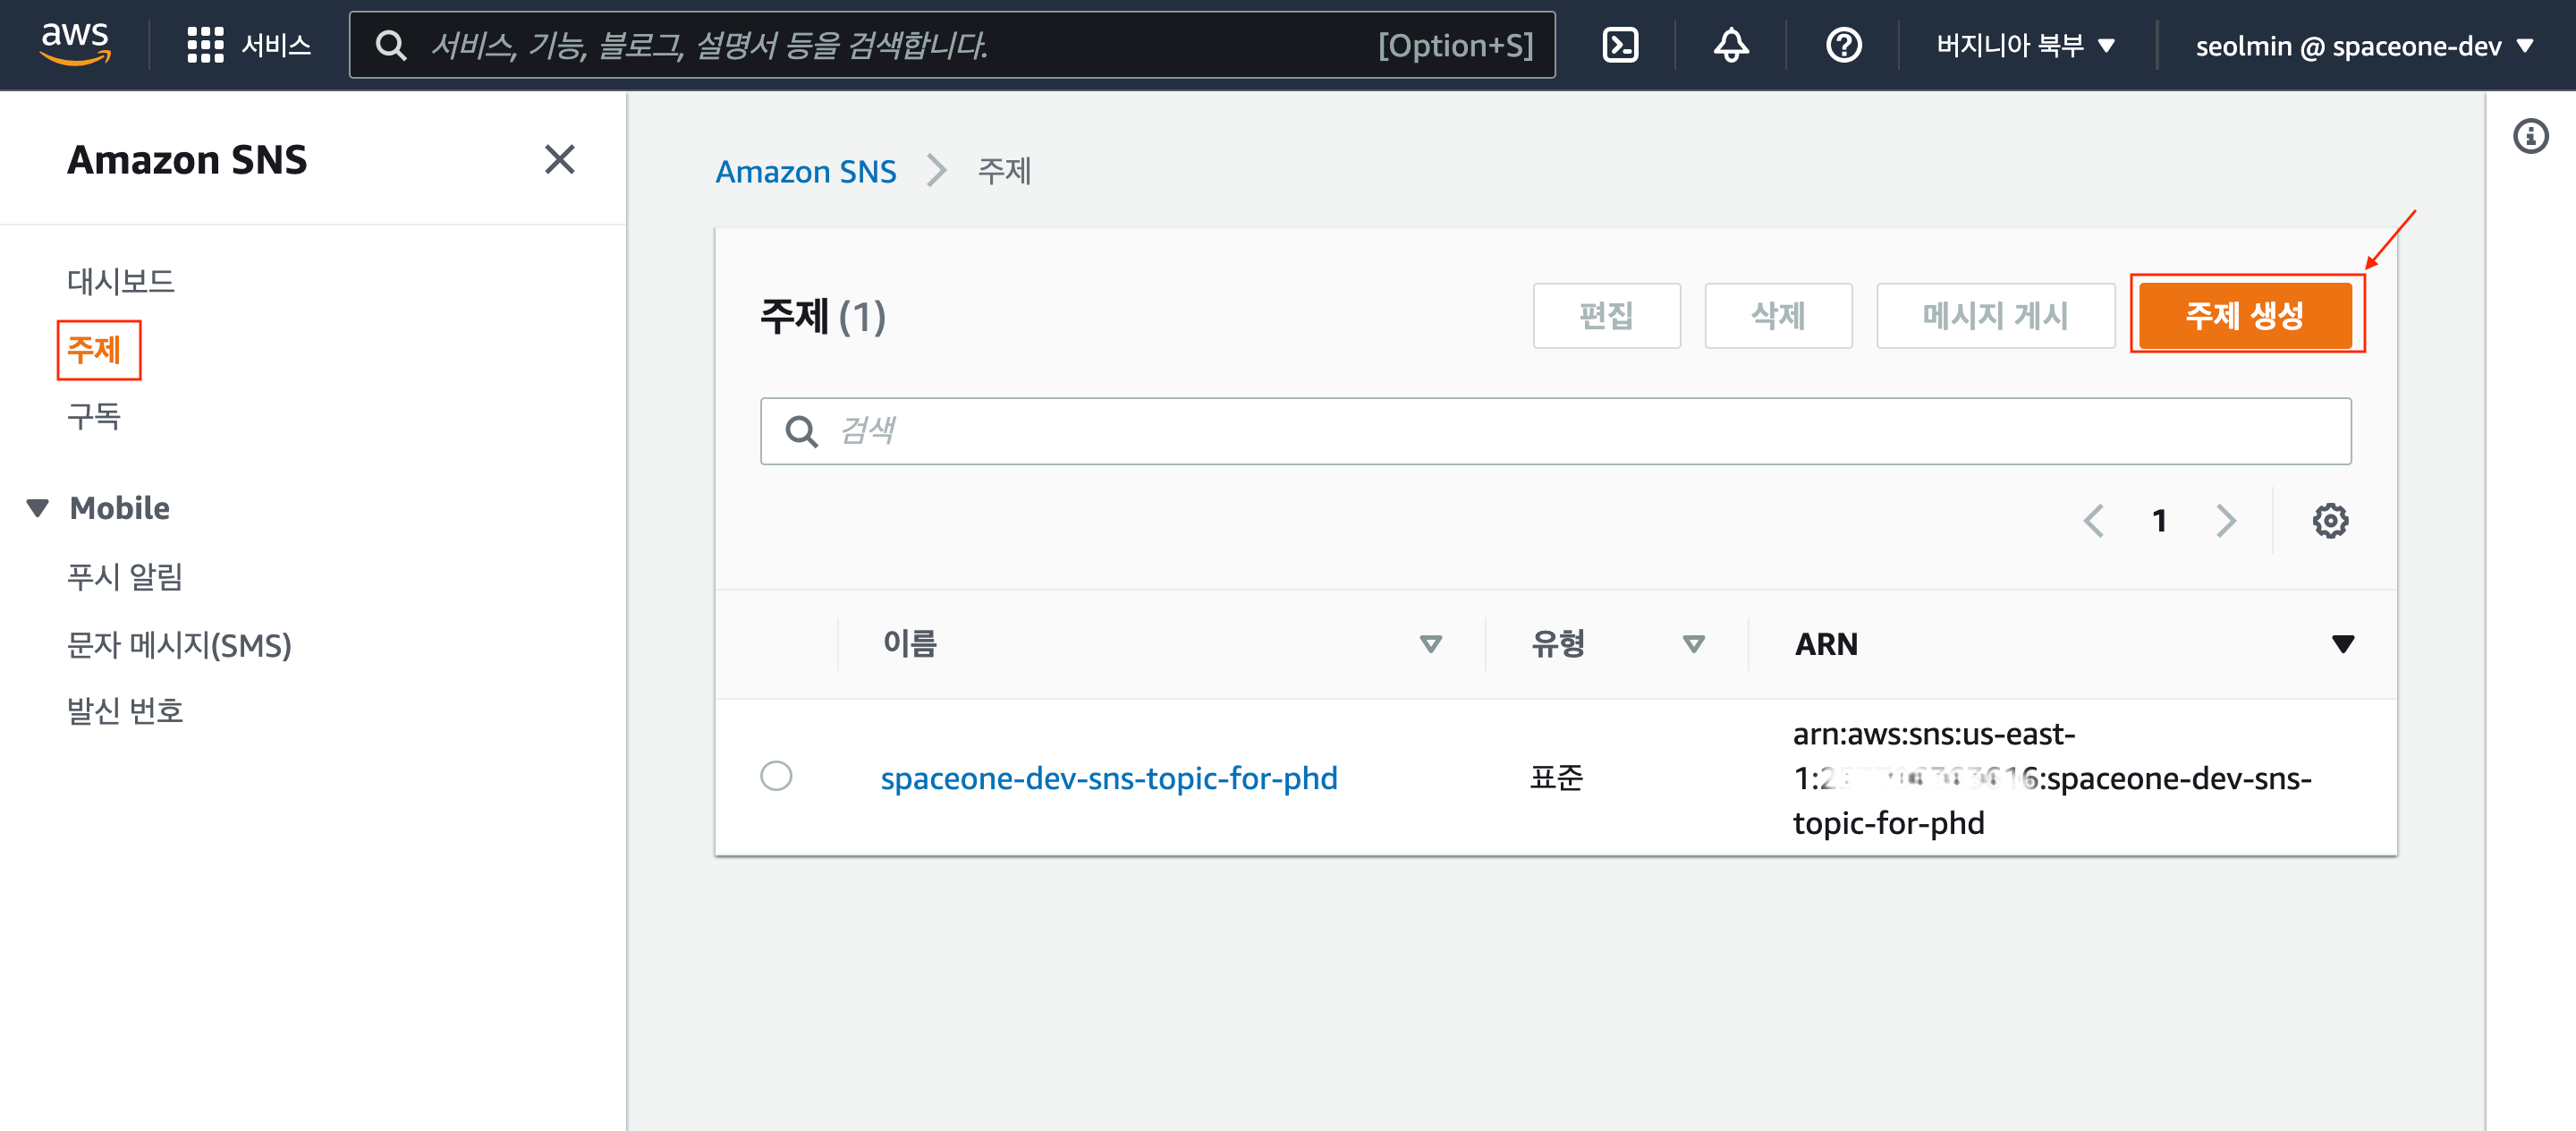 aws
서비스
서비스, 기능, 블로그, 설명서 등을 검색합니다.
[Option+S]
버지니아 북부
seolmin @ spaceone-dev
Amazon SNS
대시보드
주제
구독
Mobile
푸시 알림
문자 메시지(SMS)
발신 번호
Amazon SNS
주제
주제 (1)
편집
삭제
메시지 게시
주제 생성
검색
1
이름
유형
ARN
spaceone-dev-sns-topic-for-phd
표준
arn:aws:sns:us-east-
:spaceone-dev-sns-
topic-for-phd